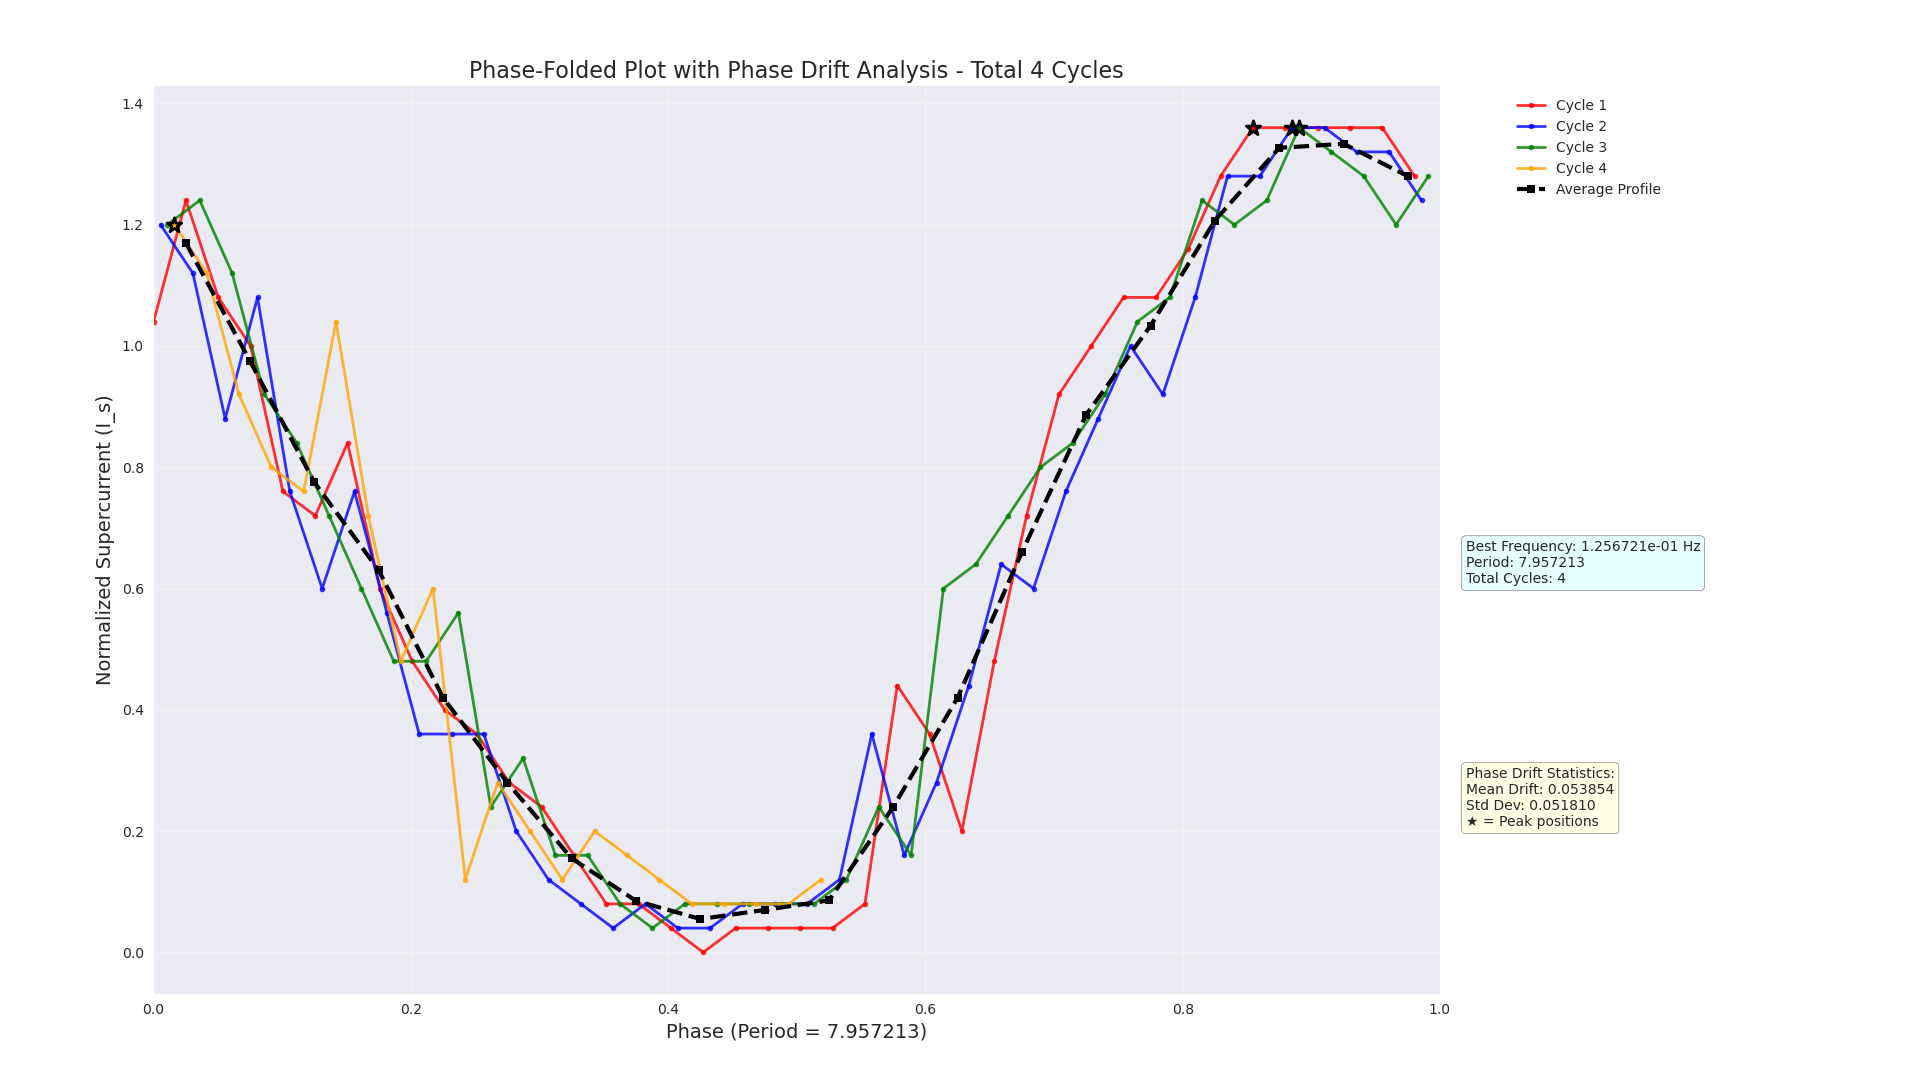 Phase-Folded Plot with Phase Drift Analysis - Total 4 Cycles
Normalized Supercurrent (I_s)
1.4
1.2
1.0
0.8
0.6
0.4
0.2
0.0
0.0 0.2 0.4 0.6 0.8 1.0
Phase (Period = 7.957213)
Cycle 1
Cycle 2
Cycle 3
Cycle 4
Average Profile
Best Frequency: 1.256721e-01 Hz
Period: 7.957213
Total Cycles: 4
Phase Drift Statistics:
Mean Drift: 0.053854
Std Dev: 0.051810
★ = Peak positions